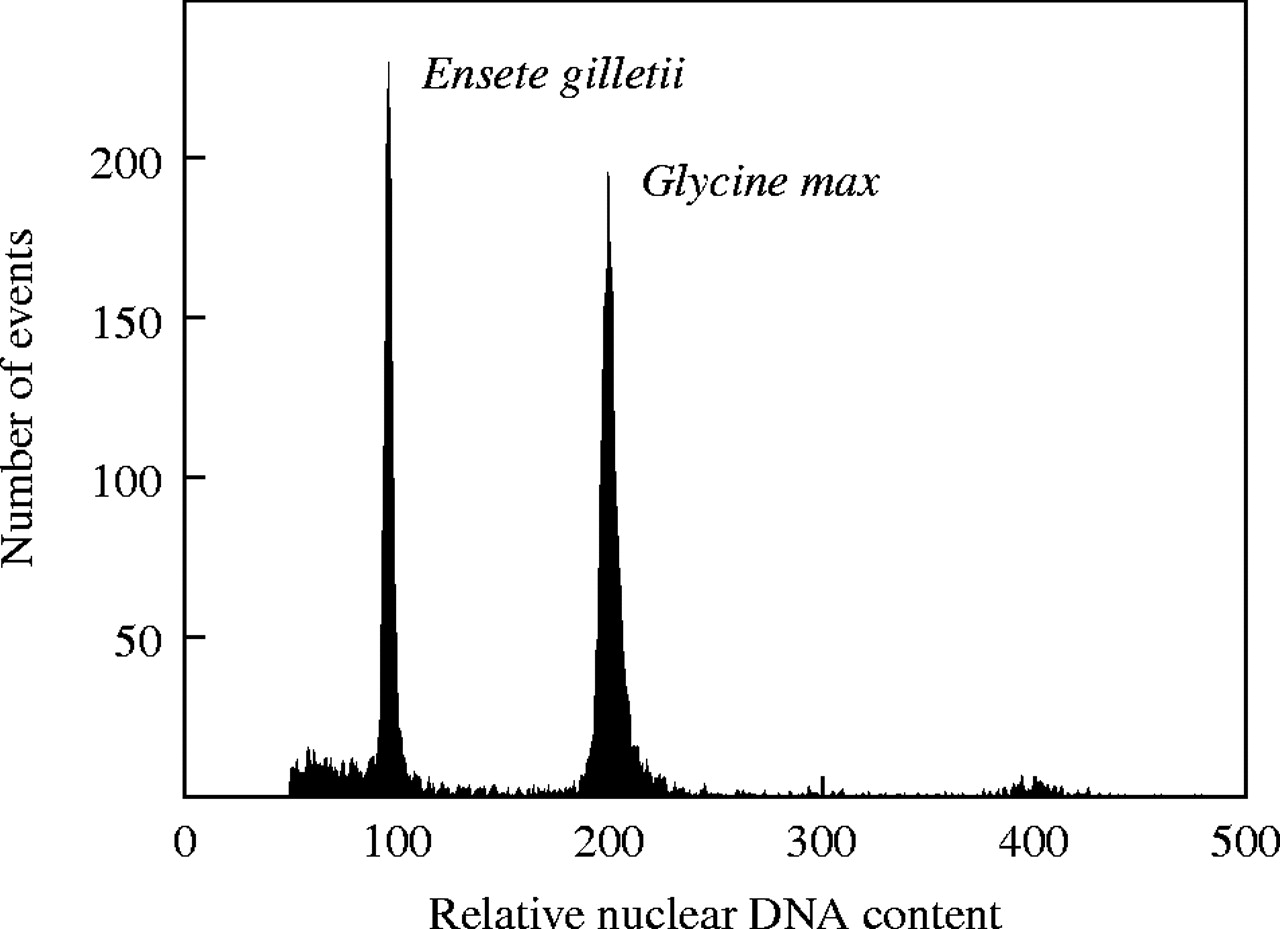 Ensete gilletii
Glycine max
200
150
100
50
Number of events
0 100 200 300 400 500
Relative nuclear DNA content